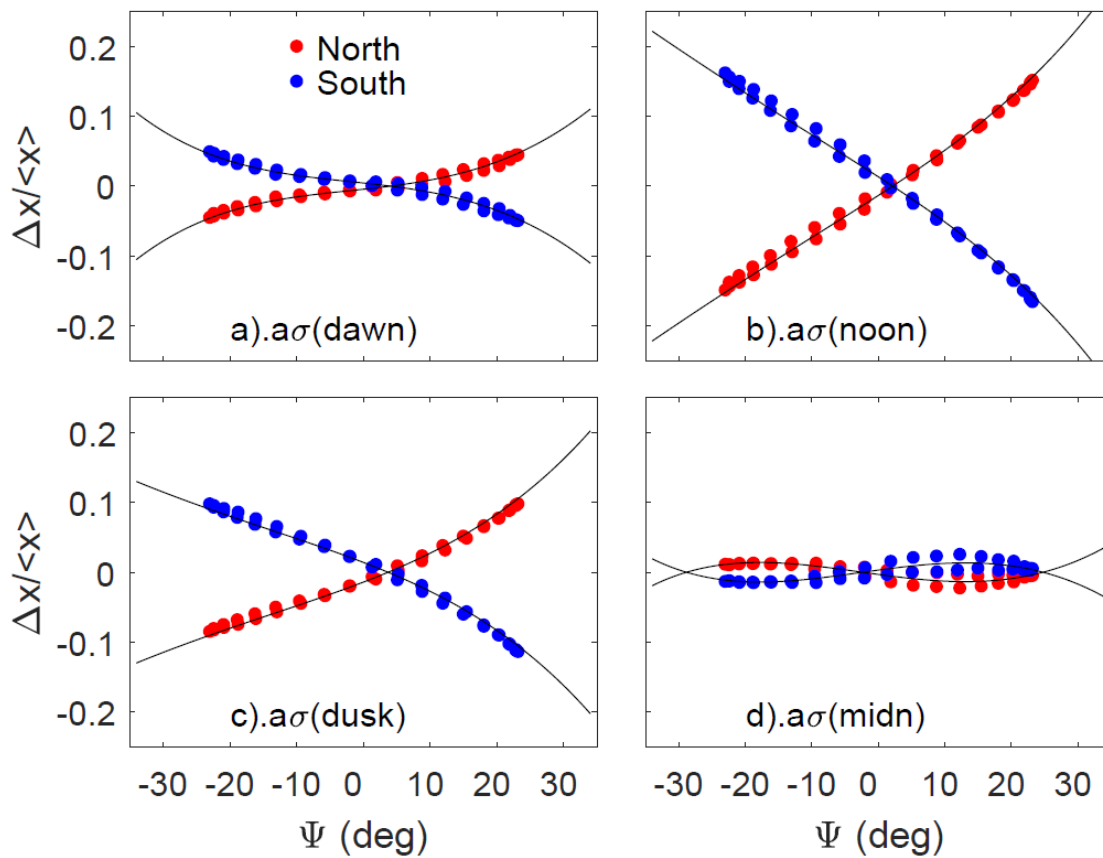 0.2
0.1
0
-0.1
-0.2
Δx/<x>
North
South
a).aσ(dawn)
b).aσ(noon)
0.2
0.1
0
-0.1
-0.2
Δx/<x>
c).aσ(dusk)
d).aσ(midn)
-30 -20 -10 0 10 20 30
-30 -20 -10 0 10 20 30
Ψ (deg)
Ψ (deg)